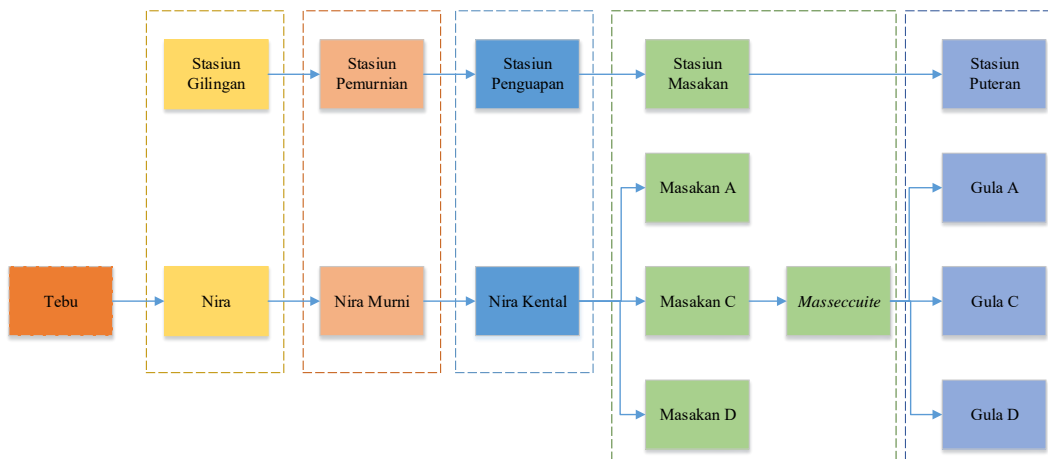 Stasiun
Gilingan
Stasiun
Pemurnian
Stasiun
Penguapan
Stasiun
Masakan
Stasiun
Puteran
Masakan A
Gula A
Tebu
Nira
Nira Murni
Nira Kental
Masakan C
Masseccuite
Gula C
Masakan D
Gula D